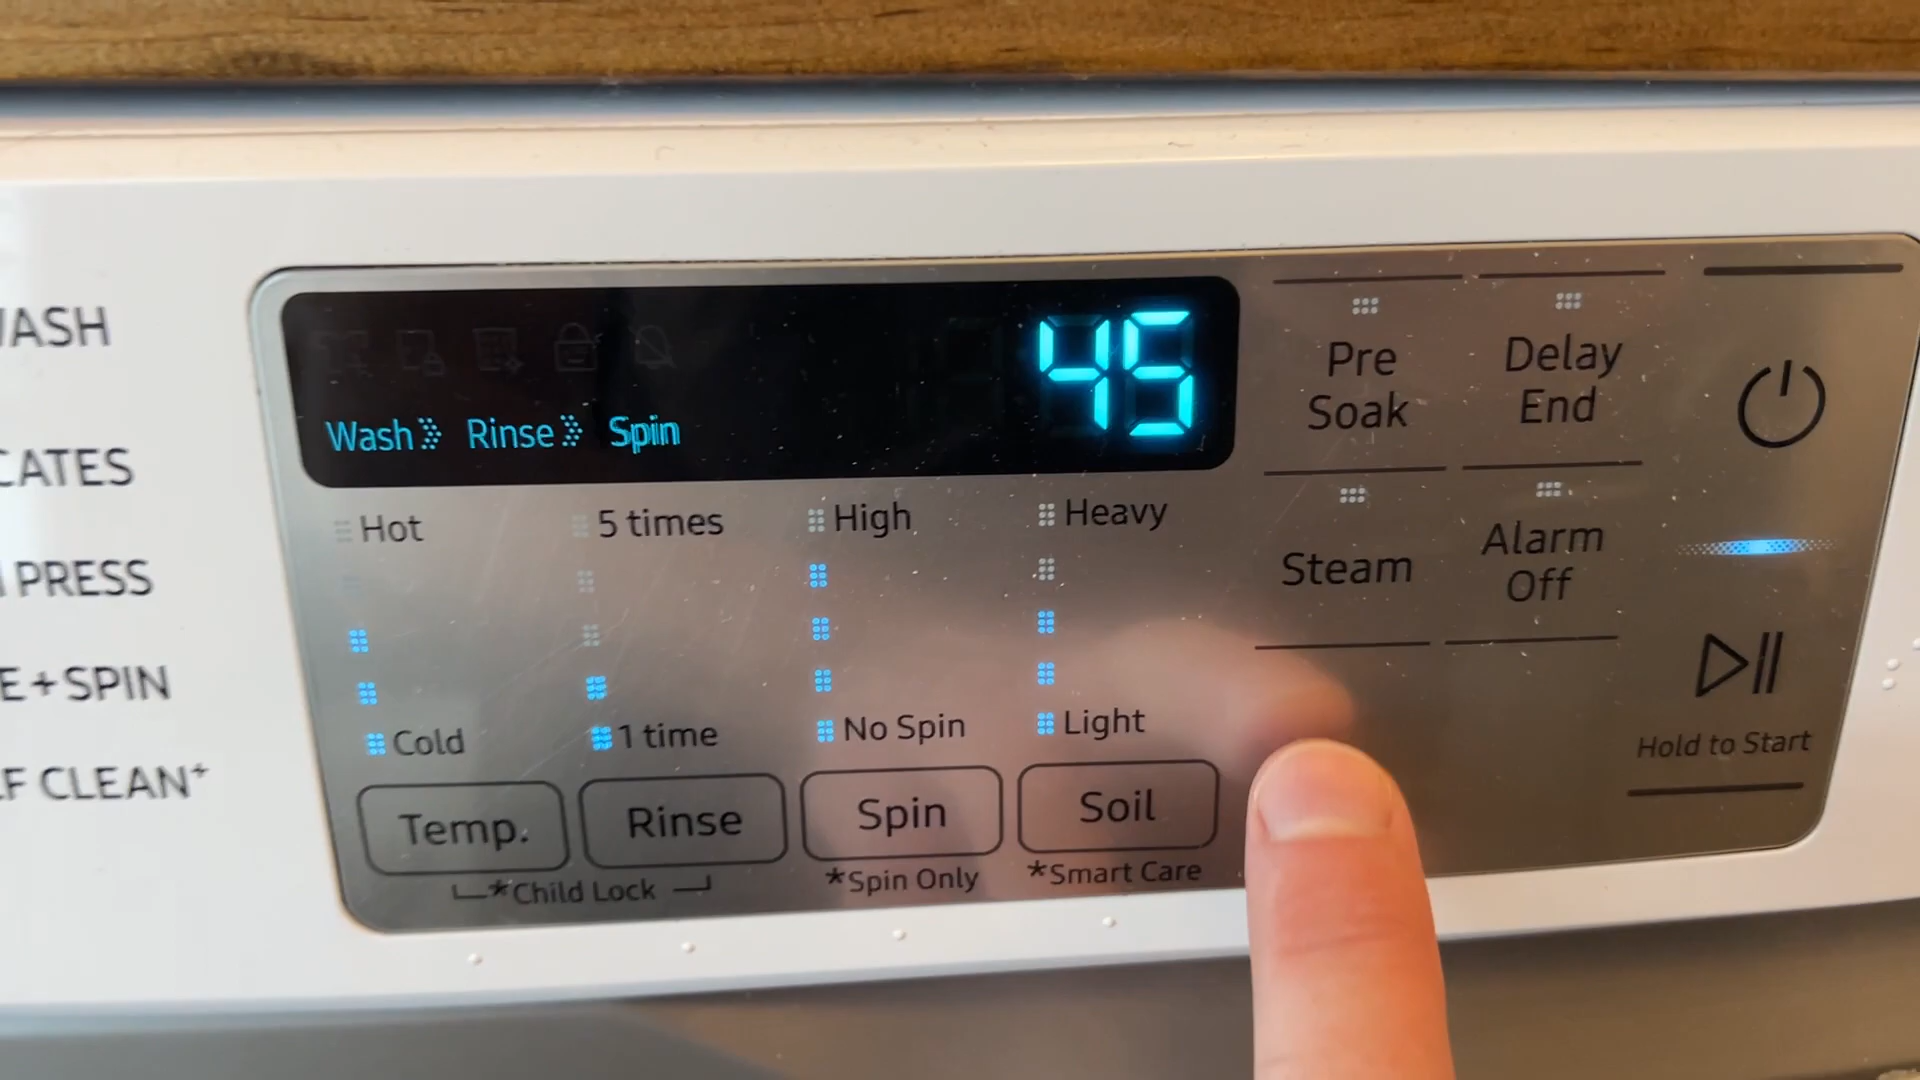 WASH
CATES
PRESS
E + SPIN
F CLEAN+
45
Wash Rinse Spin
Hot 5 times High Heavy
Cold 1 time No Spin Light
Temp. Rinse Spin Soil
*Child Lock *Spin Only *Smart Care
Pre Soak
Delay End
Steam
Alarm Off
Hold to Start